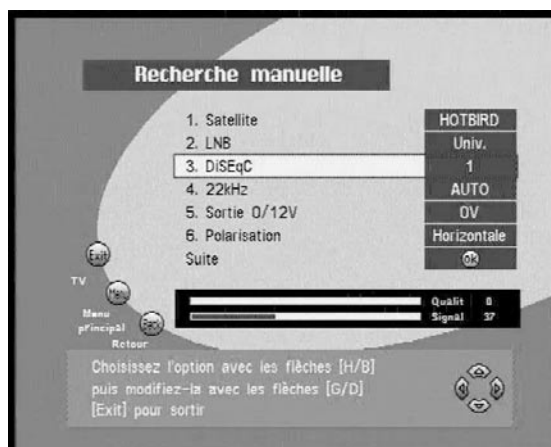 Recherche manuelle
1. Satellite HOTBIRD
2. LNB Univ.
3. DiSEqC 1
4. 22kHz AUTO
5. Sortie 0/12V 0V
6. Polarisation Horizontale
Suite OK
Exit
TV
Menu
Menu
principal
Back
Retour
Qualit 0
Signal 37
Choisissez l'option avec les flèches [H/B]
puis modifiez-la avec les flèches [G/D]
[Exit] pour sortir